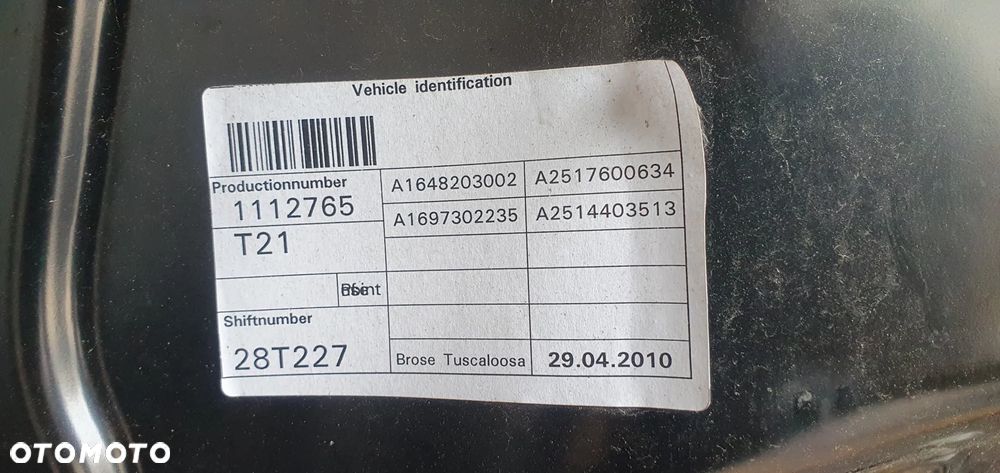 Vehicle identification
Productionnumber
1112765
A1648203002 A2517600634
A1697302235 A2514403513
T21
Shiftnumber
28T227
Brose Tuscaloosa 29.04.2010
OTOMOTO